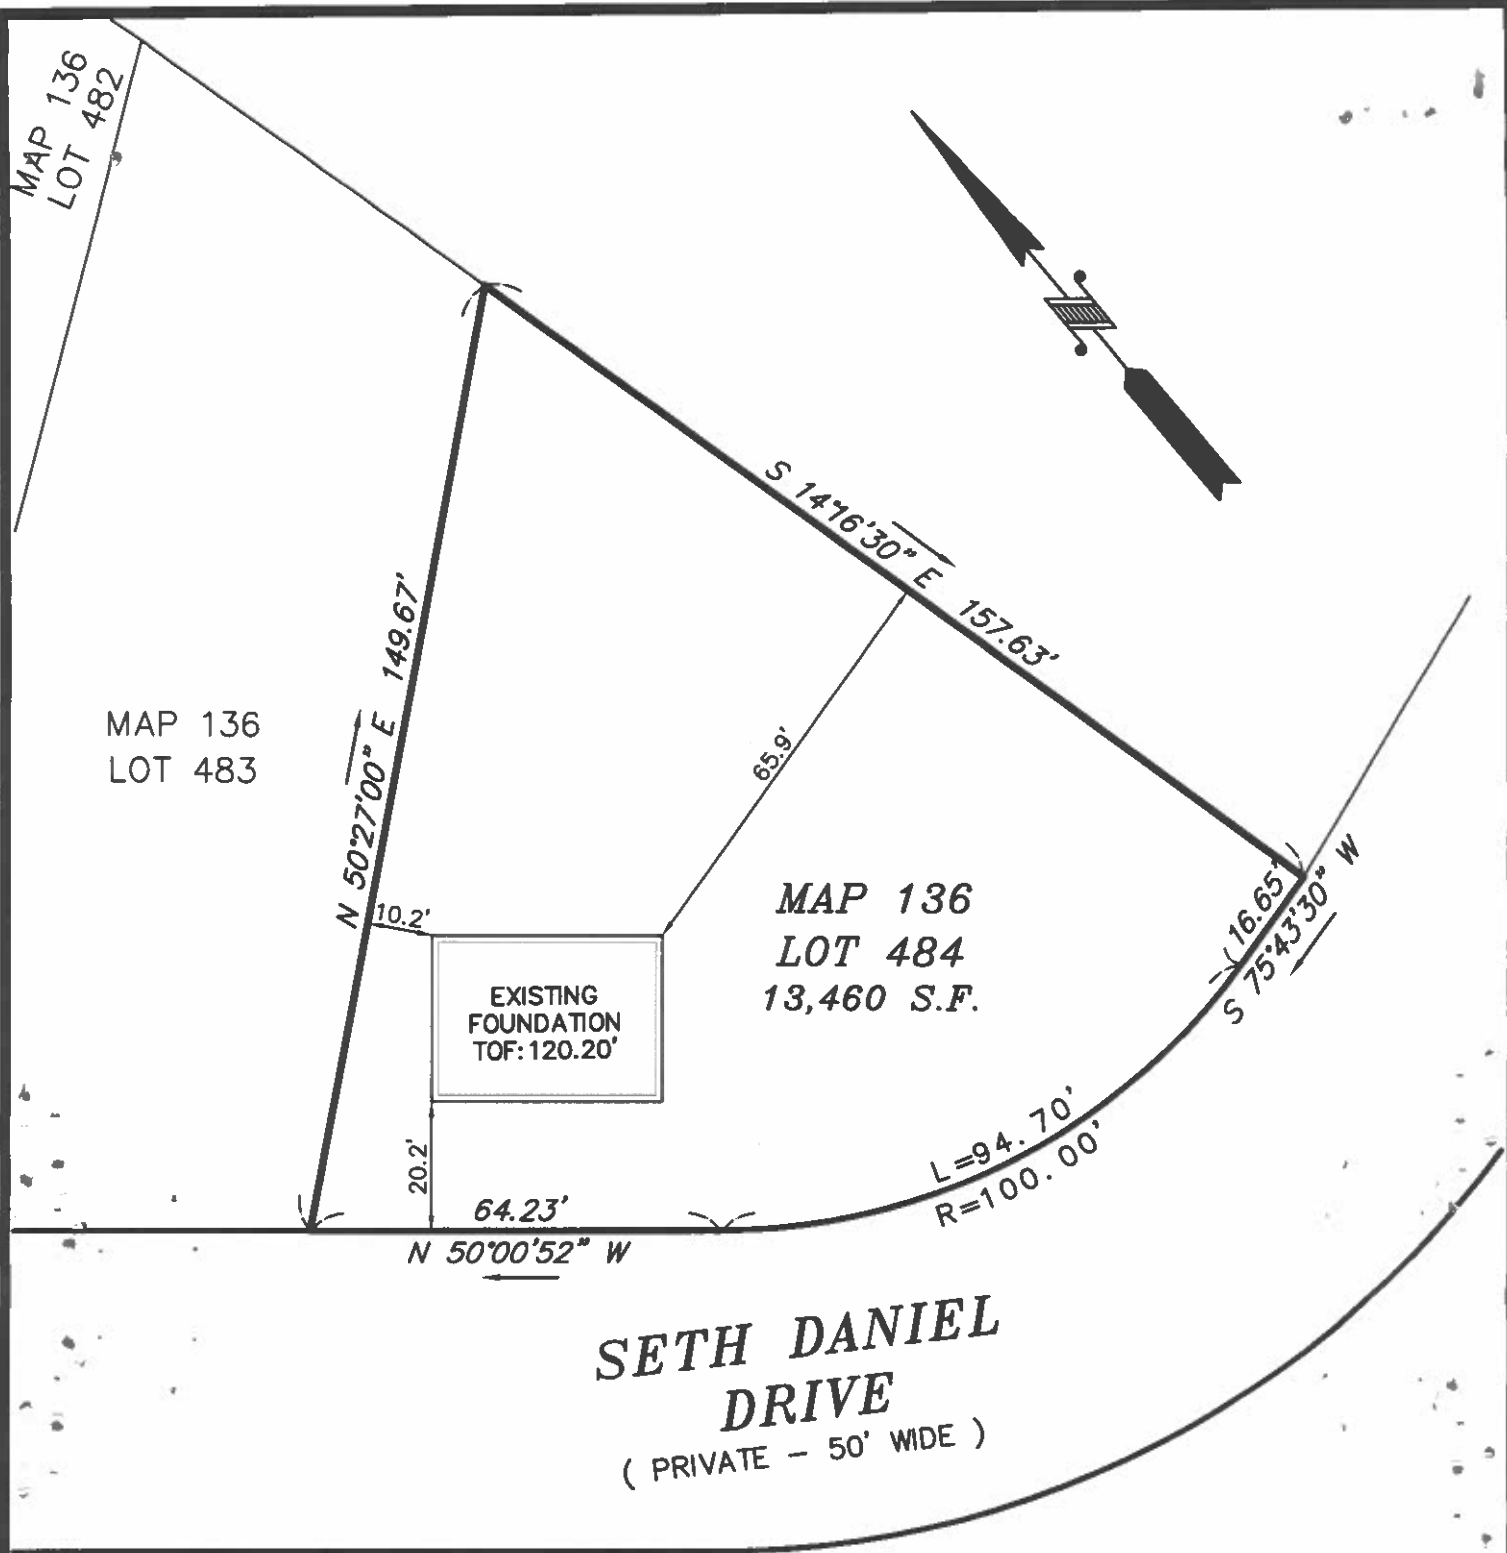 MAP 136
LOT 482
S 14°16'30" E 157.63'
N 50°27'00" E 149.67'
MAP 136
LOT 483
65.9'
10.2'
MAP 136
LOT 484
13,460 S.F.
16.65'
S 75°43'30" W
EXISTING
FOUNDATION
TOF: 120.20'
20.2'
L=94.70'
R=100.00'
64.23'
N 50°00'52" W
SETH DANIEL
DRIVE
( PRIVATE - 50' WIDE )